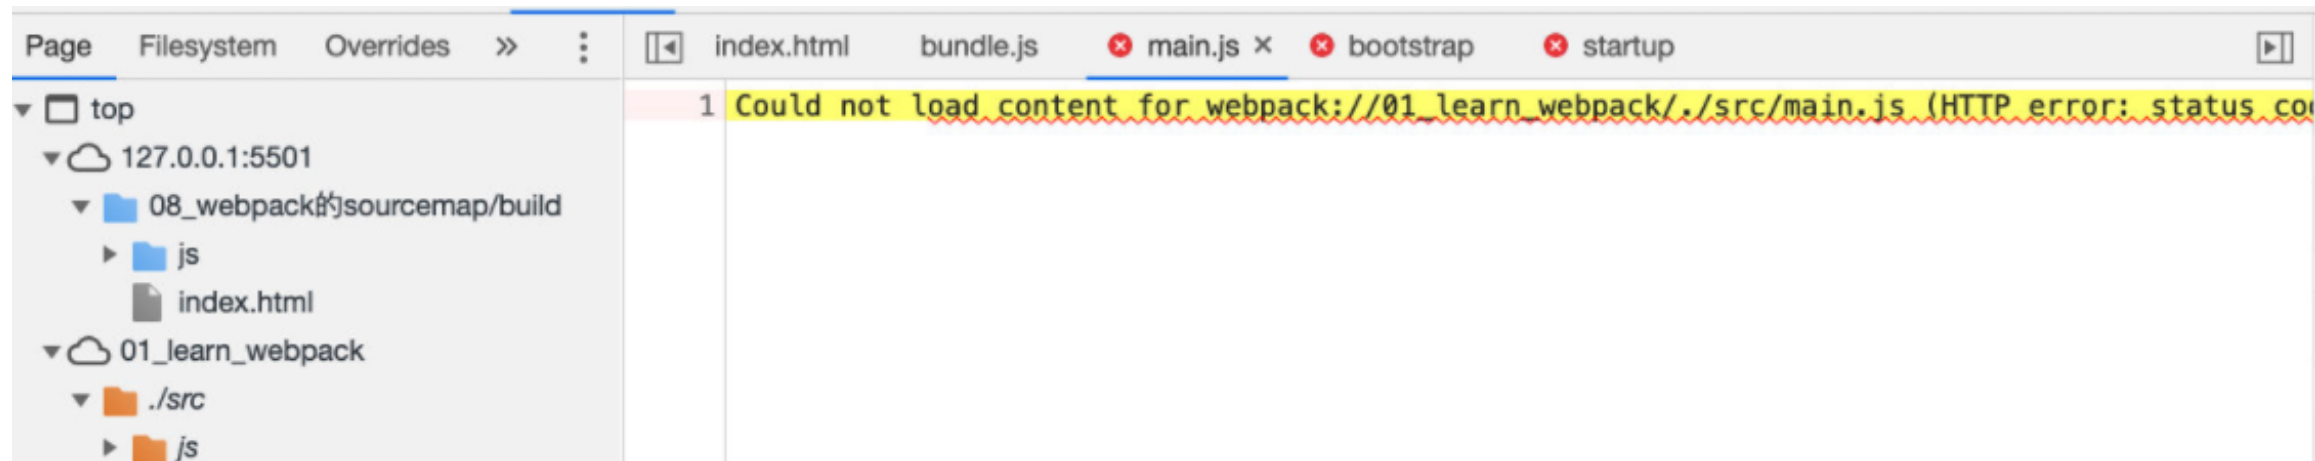 Page Filesystem Overrides »
index.html bundle.js main.js × bootstrap startup
top
127.0.0.1:5501
08_webpack的sourcemap/build
js
index.html
01_learn_webpack
./src
js
1 Could not load content for webpack://01_learn_webpack/./src/main.js (HTTP error: status